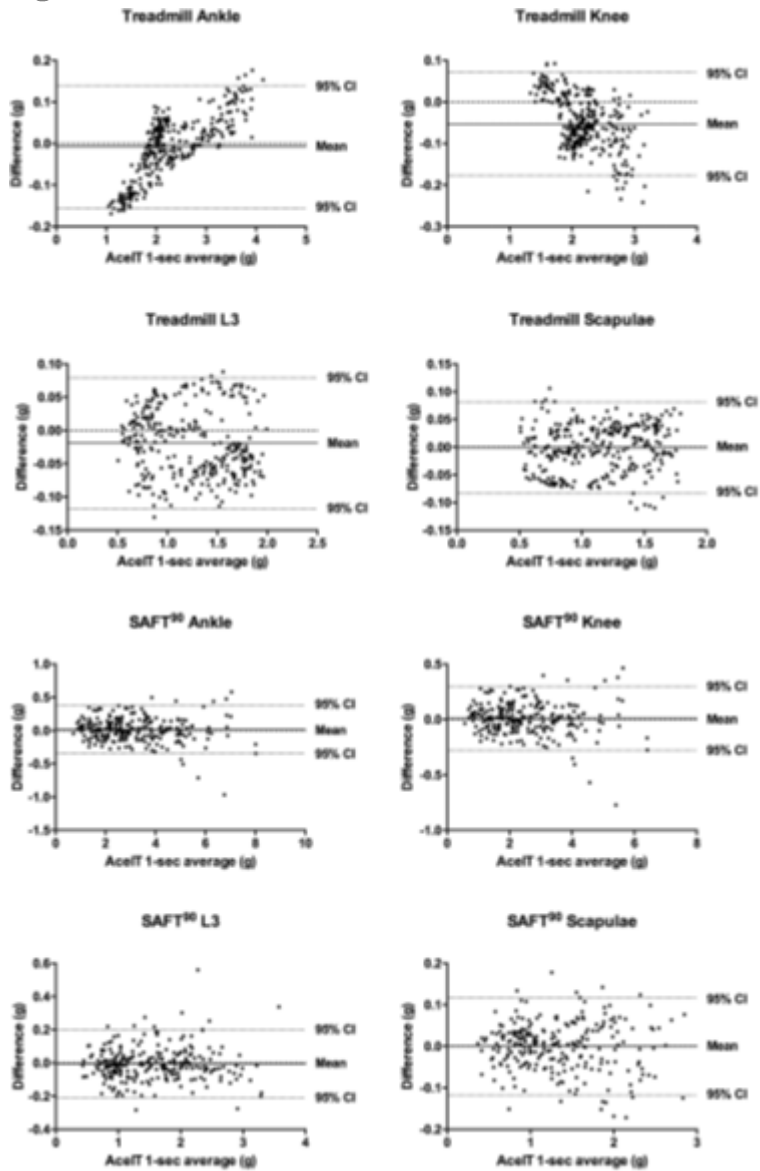 Treadmill Ankle
0.2
0.1
0.0
-0.1
-0.2
0 1 2 3 4 5
Difference (g)
AcelT 1-sec average (g)
95% CI
Mean
95% CI
Treadmill Knee
0.1
0.0
-0.1
-0.2
-0.3
0 1 2 3 4
Difference (g)
AcelT 1-sec average (g)
95% CI
Mean
95% CI
Treadmill L3
0.10
0.05
0.00
-0.05
-0.10
-0.15
0.0 0.5 1.0 1.5 2.0 2.5
Difference (g)
AcelT 1-sec average (g)
95% CI
Mean
95% CI
Treadmill Scapulae
0.15
0.10
0.05
0.00
-0.05
-0.10
-0.15
0.0 0.5 1.0 1.5 2.0
Difference (g)
AcelT 1-sec average (g)
95% CI
Mean
95% CI
SAFT⁹⁰ Ankle
1.0
0.5
0.0
-0.5
-1.0
-1.5
0 2 4 6 8 10
Difference (g)
AcelT 1-sec average (g)
95% CI
Mean
95% CI
SAFT⁹⁰ Knee
0.5
0.0
-0.5
-1.0
0 2 4 6 8
Difference (g)
AcelT 1-sec average (g)
95% CI
Mean
95% CI
SAFT⁹⁰ L3
0.6
0.4
0.2
0.0
-0.2
-0.4
0 1 2 3 4
Difference (g)
AcelT 1-sec average (g)
95% CI
Mean
95% CI
SAFT⁹⁰ Scapulae
0.2
0.1
0.0
-0.1
-0.2
0 1 2 3
Difference (g)
AcelT 1-sec average (g)
95% CI
Mean
95% CI